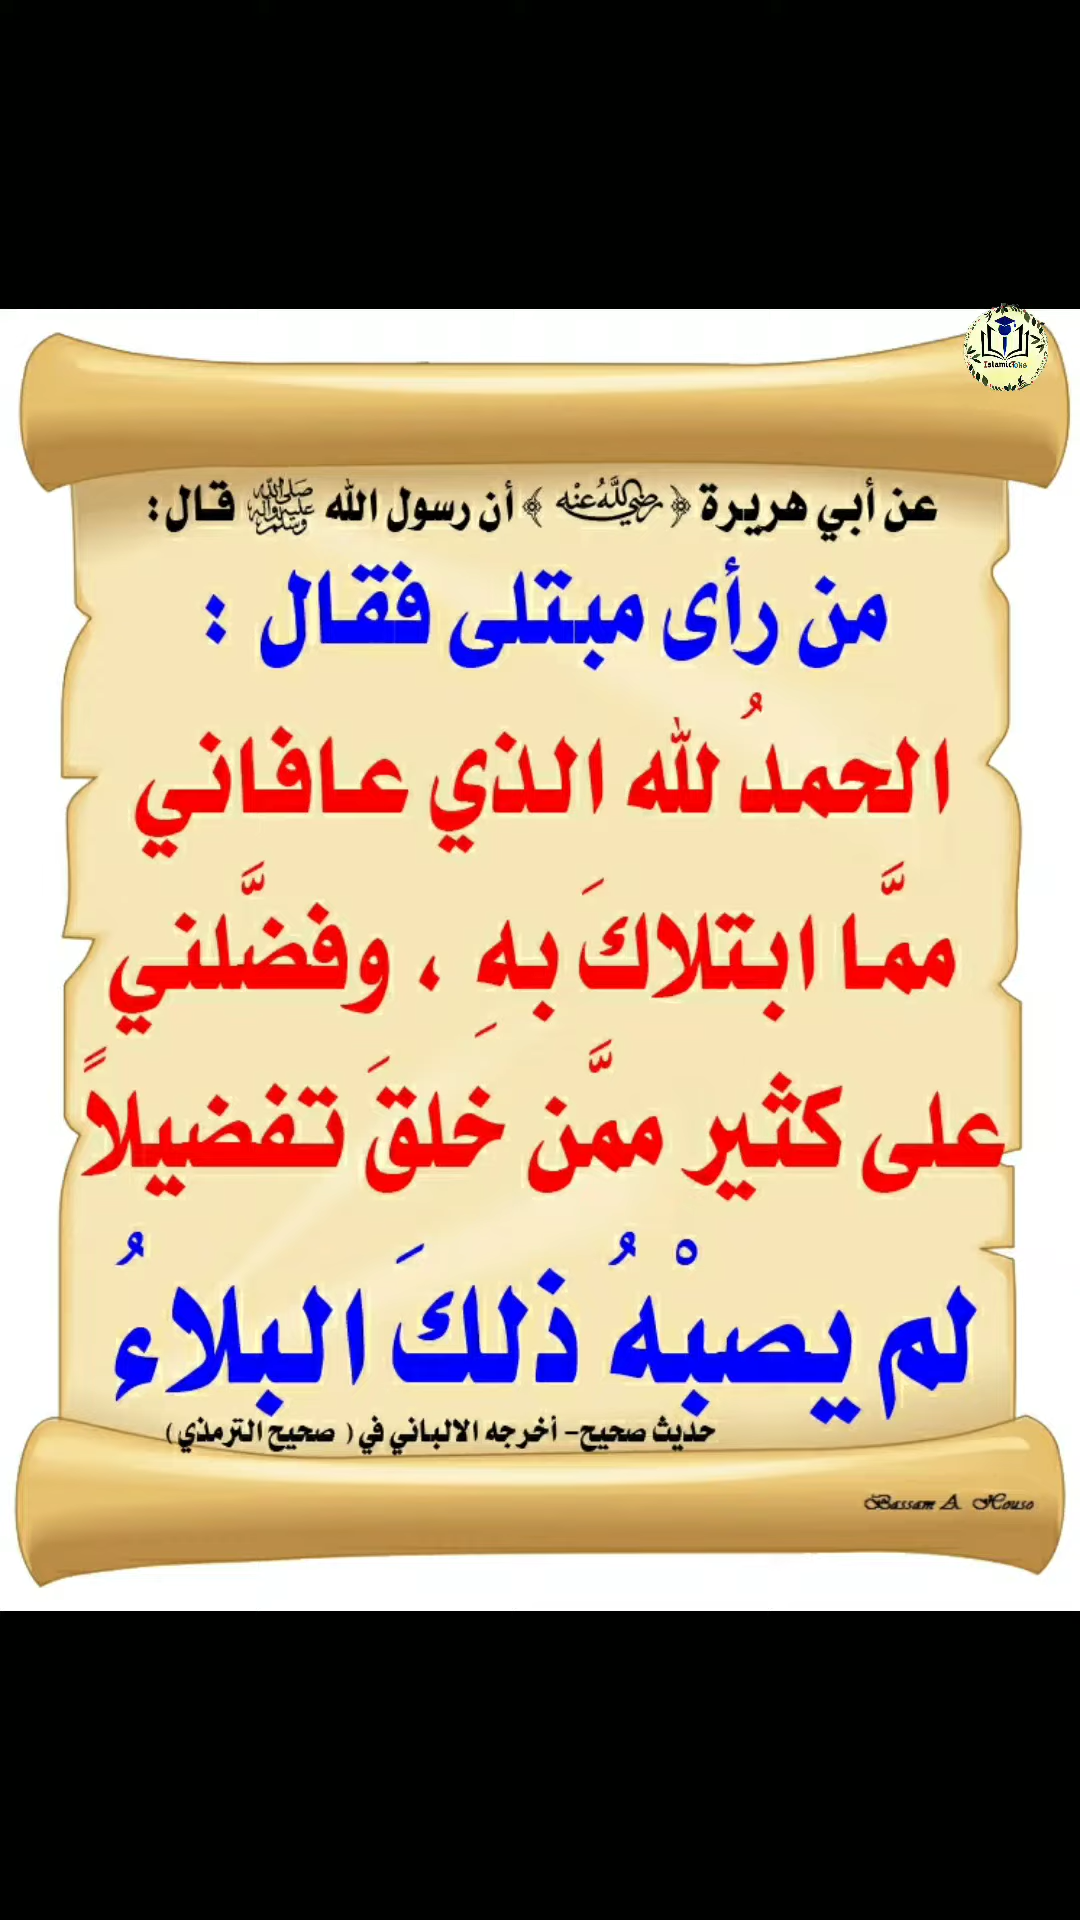 IslamicToks
عن أبي هريرة ﴿ رضي الله عنه ﴾ أن رسول الله ﷺ قال:
من رأى مبتلى فقال :
الحمدُ لله الذي عافاني
ممَّا ابتلاكَ بهِ ، وفضَّلني
على كثير ممَّن خلقَ تفضيلاً
لم يصبْهُ ذلكَ البلاءُ
حديث صحيح- أخرجه الالباني في ( صحيح الترمذي)
Bassam A. Houso